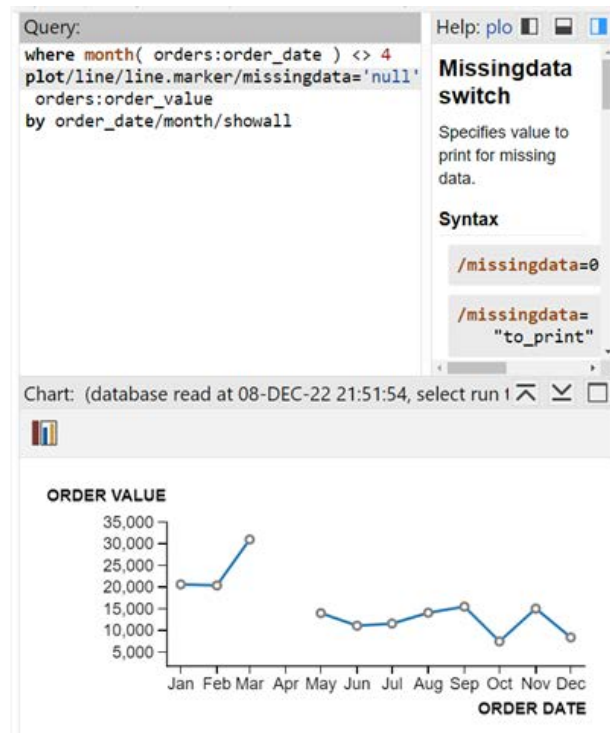 Query:
where month( orders:order_date ) <> 4
plot/line/line.marker/missingdata='null'
orders:order_value
by order_date/month/showall
Help: plo
Missingdata
switch
Specifies value to
print for missing
data.
Syntax
/missingdata=0
/missingdata=
"to_print"
Chart: (database read at 08-DEC-22 21:51:54, select run t
ORDER VALUE
35,000
30,000
25,000
20,000
15,000
10,000
5,000
Jan Feb Mar Apr May Jun Jul Aug Sep Oct Nov Dec
ORDER DATE